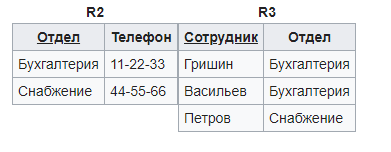 R2 R3
Отдел Телефон Сотрудник Отдел
Бухгалтерия 11-22-33 Гришин Бухгалтерия
Снабжение 44-55-66 Васильев Бухгалтерия
Петров Снабжение